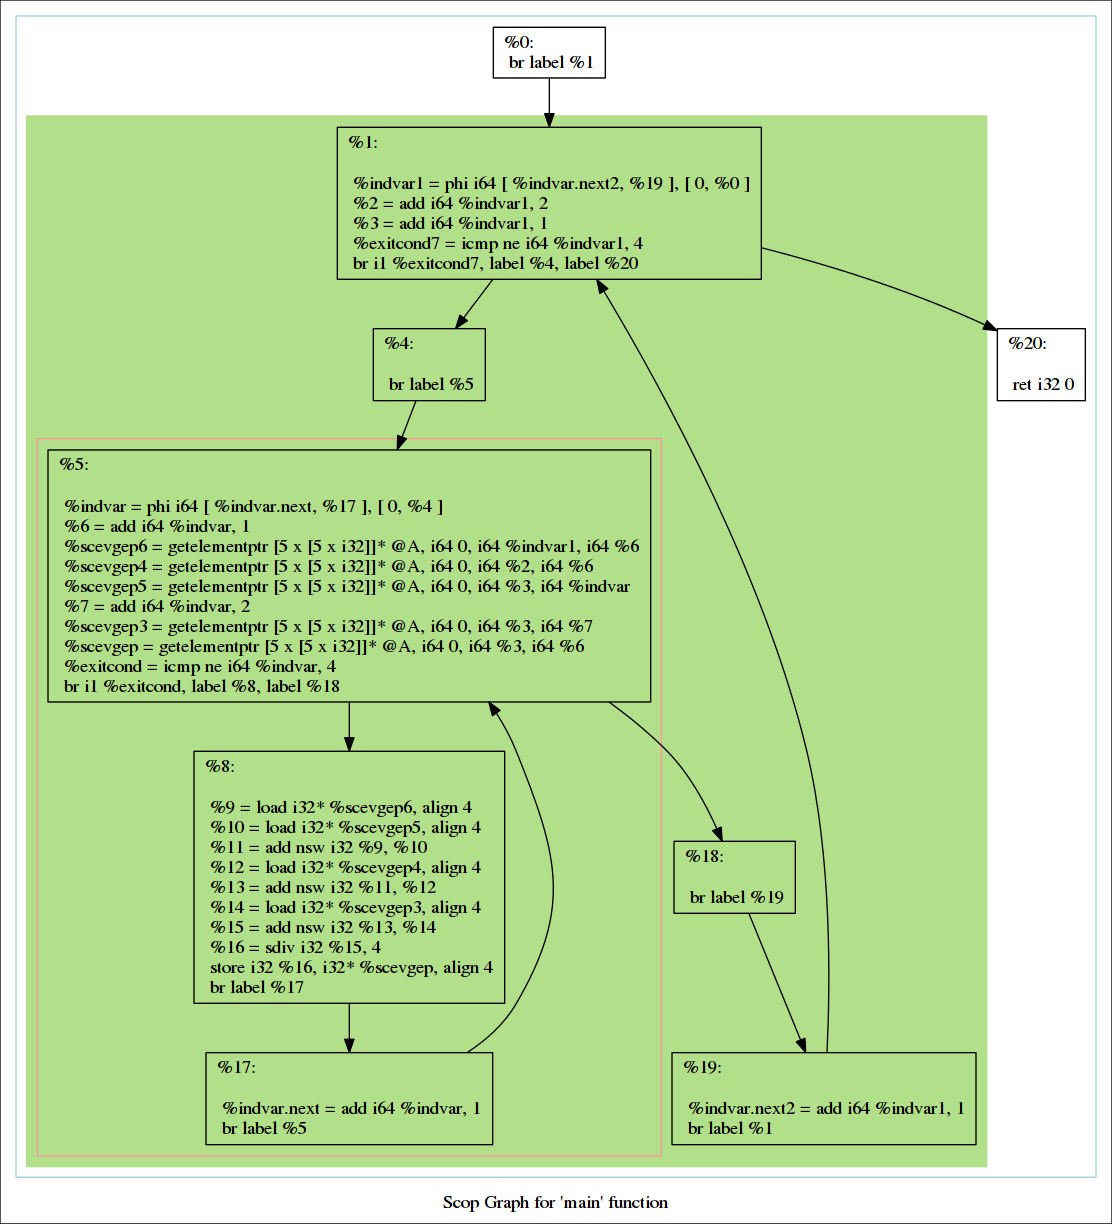 %0:
br label %1
%1:
%indvar1 = phi i64 [ %indvar.next2, %19 ], [ 0, %0 ]
%2 = add i64 %indvar1, 2
%3 = add i64 %indvar1, 1
%exitcond7 = icmp ne i64 %indvar1, 4
br i1 %exitcond7, label %4, label %20
%4:
br label %5
%20:
ret i32 0
%5:
%indvar = phi i64 [ %indvar.next, %17 ], [ 0, %4 ]
%6 = add i64 %indvar, 1
%scevgep6 = getelementptr [5 x [5 x i32]]* @A, i64 0, i64 %indvar1, i64 %6
%scevgep4 = getelementptr [5 x [5 x i32]]* @A, i64 0, i64 %2, i64 %6
%scevgep5 = getelementptr [5 x [5 x i32]]* @A, i64 0, i64 %3, i64 %indvar
%7 = add i64 %indvar, 2
%scevgep3 = getelementptr [5 x [5 x i32]]* @A, i64 0, i64 %3, i64 %7
%scevgep = getelementptr [5 x [5 x i32]]* @A, i64 0, i64 %3, i64 %6
%exitcond = icmp ne i64 %indvar, 4
br i1 %exitcond, label %8, label %18
%8:
%9 = load i32* %scevgep6, align 4
%10 = load i32* %scevgep5, align 4
%11 = add nsw i32 %9, %10
%12 = load i32* %scevgep4, align 4
%13 = add nsw i32 %11, %12
%14 = load i32* %scevgep3, align 4
%15 = add nsw i32 %13, %14
%16 = sdiv i32 %15, 4
store i32 %16, i32* %scevgep, align 4
br label %17
%18:
br label %19
%17:
%indvar.next = add i64 %indvar, 1
br label %5
%19:
%indvar.next2 = add i64 %indvar1, 1
br label %1
Scop Graph for 'main' function